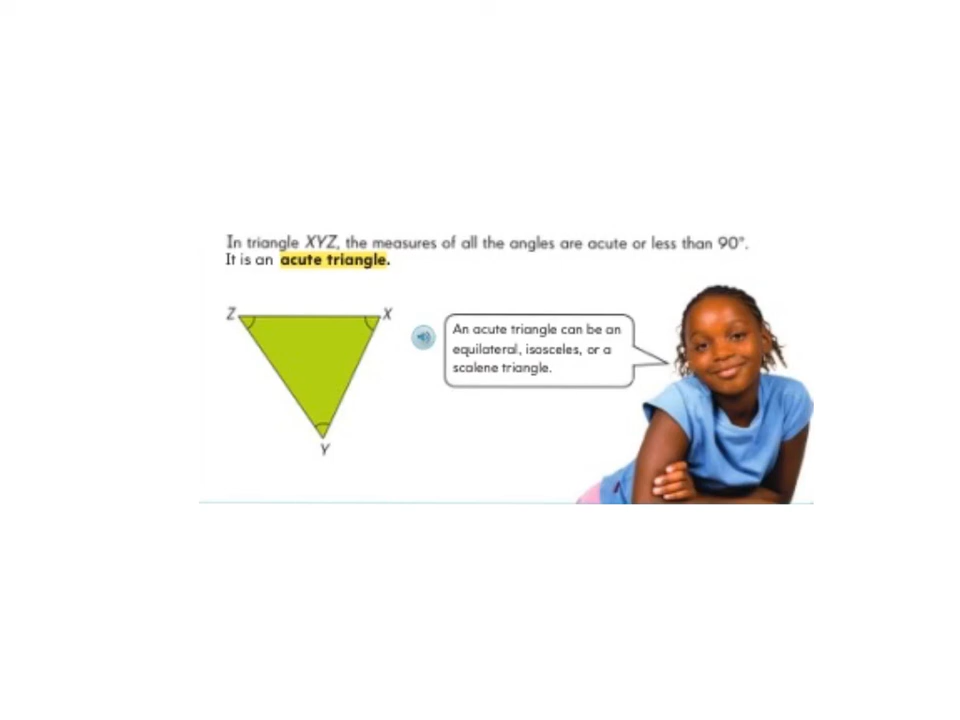 In triangle XYZ, the measures of all the angles are acute or less than 90°.
It is an acute triangle.
Z
X
An acute triangle can be an
equilateral, isosceles, or a
scalene triangle.
Y